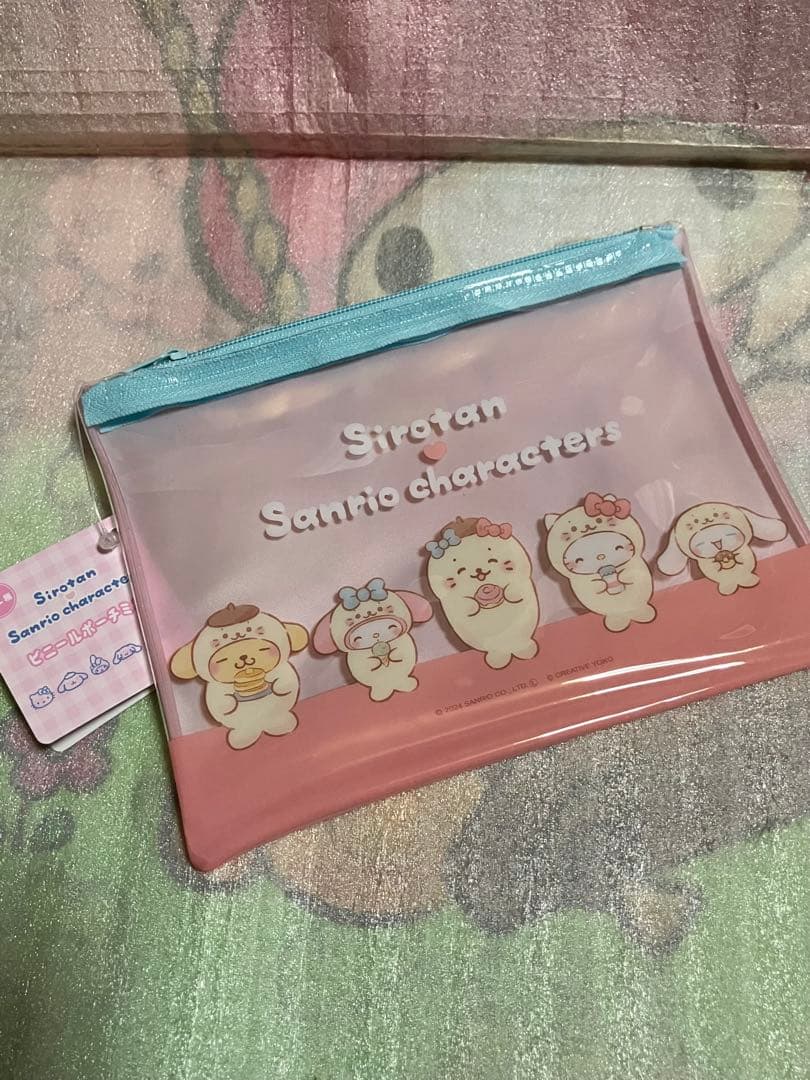 Sirotan
Sanrio characters
© 2024 SANRIO CO., LTD. Ⓛ © CREATIVE YOKO
Sirotan
Sanrio characte
ビニールポーチミ